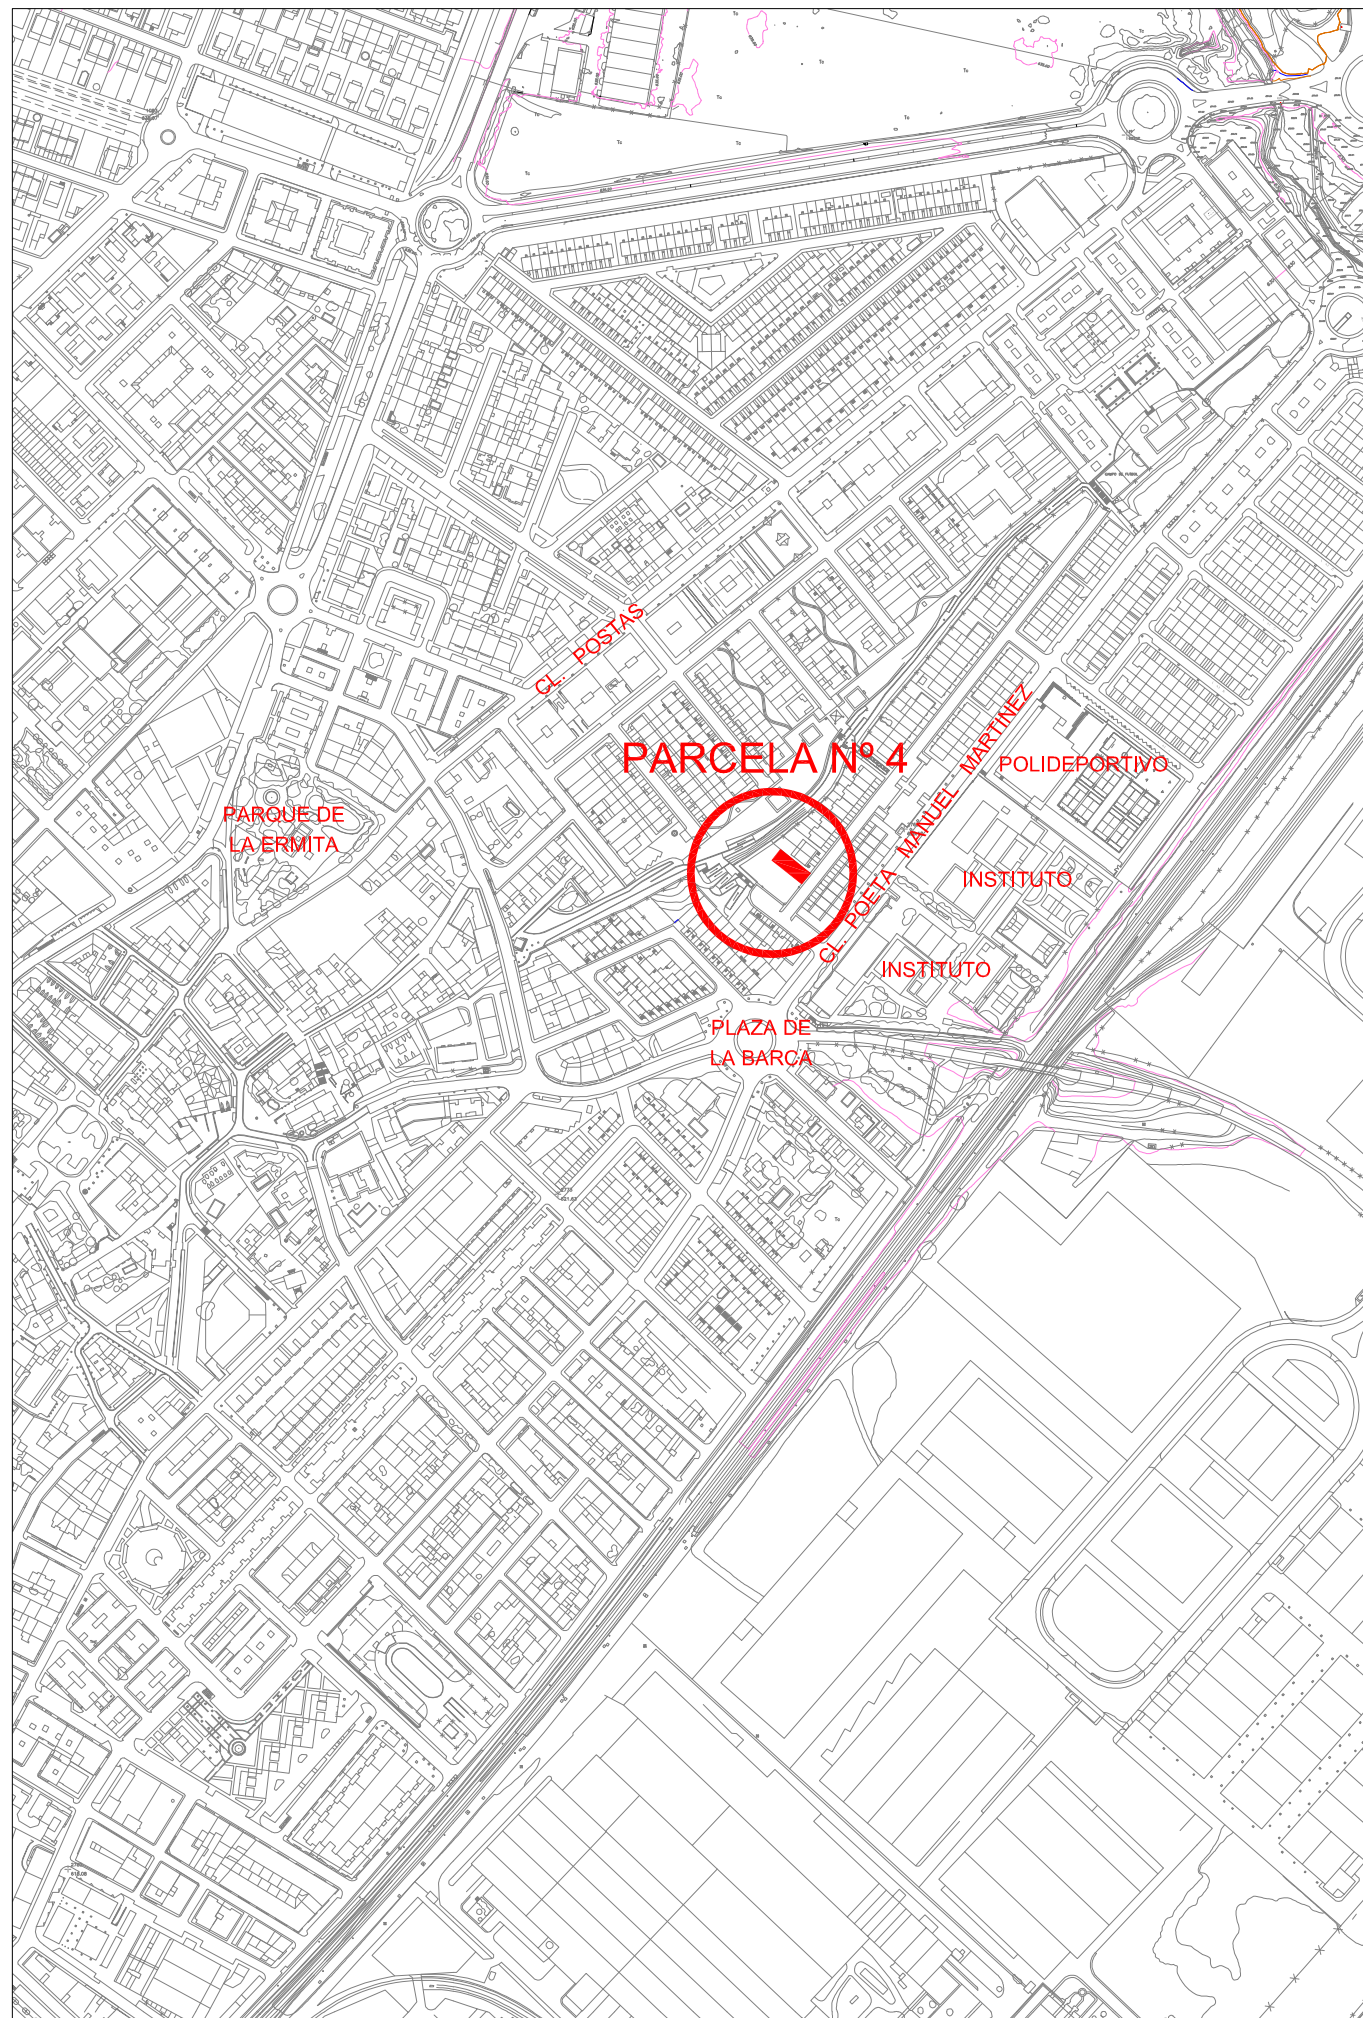 CL. POSTAS
PARCELA Nº 4
CL. POETA MANUEL MARTINEZ
POLIDEPORTIVO
PARQUE DE
LA ERMITA
INSTITUTO
INSTITUTO
PLAZA DE
LA BARCA